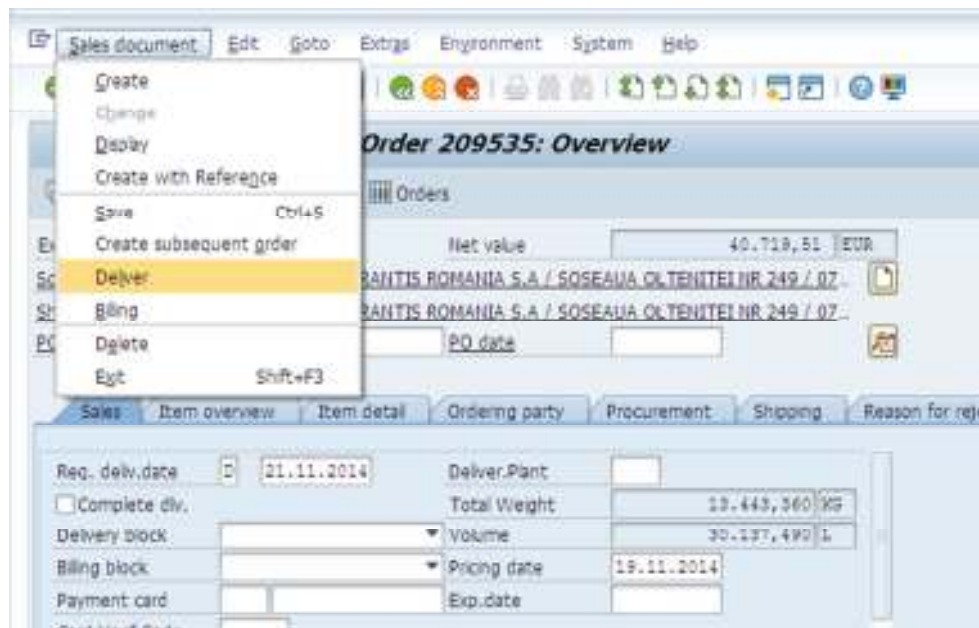 Sales document Edit Goto Extras Environment System Help
Create
Change
Display
Order 209535: Overview
Create with Reference
Orders
Save Ctrl+S
Create subsequent order
Net value 40.719,51 EUR
Deliver
RANTIS ROMANIA S.A / SOSEAUA OLTENITEI NR 249 / 07...
Billing
RANTIS ROMANIA S.A / SOSEAUA OLTENITEI NR 249 / 07...
Delete
PO date
Exit Shift+F3
Sales Item overview Item detail Ordering party Procurement Shipping Reason for reje
Req. deliv.date D 21.11.2014 Deliver.Plant
Complete dlv. Total Weight 13.443,360 KG
Delivery block Volume 30.137,490 L
Billing block Pricing date 19.11.2014
Payment card Exp.date